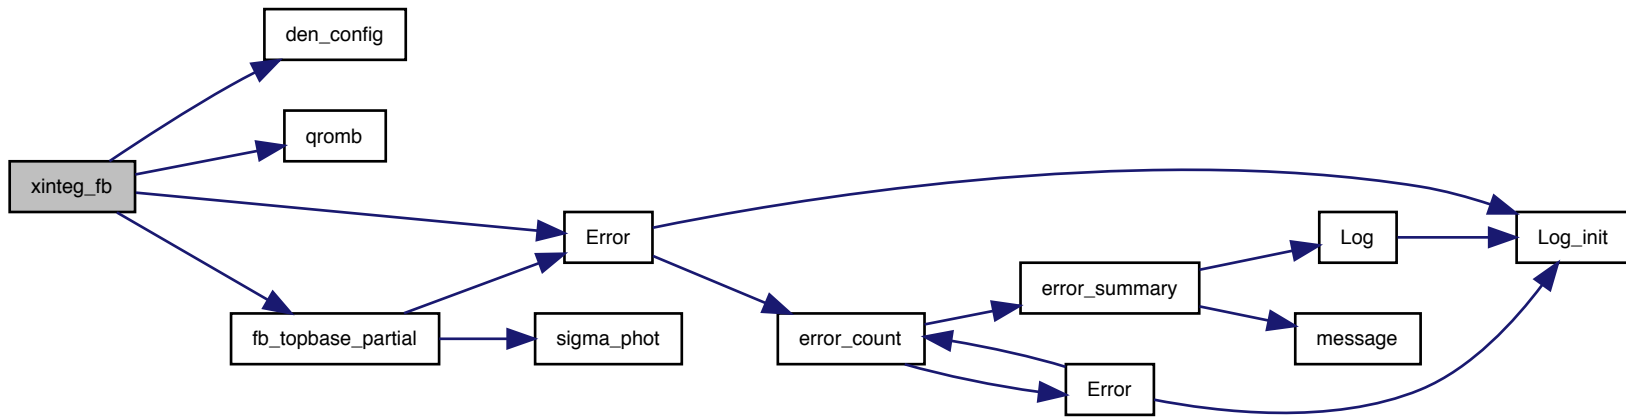 den_config
qromb
xinteg_fb
Error
Log
Log_init
error_summary
fb_topbase_partial
sigma_phot
error_count
message
Error